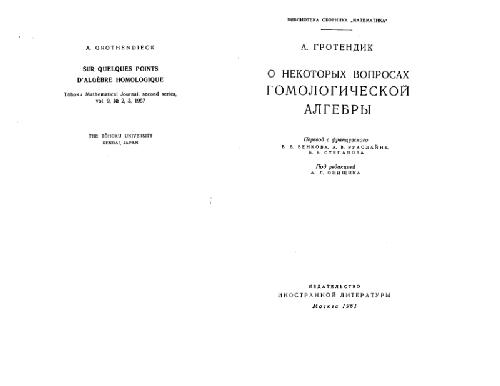 A. GROTHENDIECK
SUR QUELQUES POINTS
D'ALGÈBRE HOMOLOGIQUE
Tôhoku Mathematical Journal, second series,
vol. 9, № 2, 3, 1957
THE TÔHOKU UNIVERSITY
SENDAI, JAPAN
БИБЛИОТЕКА СБОРНИКА „МАТЕМАТИКА"
А. ГРОТЕНДИК
О НЕКОТОРЫХ ВОПРОСАХ
ГОМОЛОГИЧЕСКОЙ
АЛГЕБРЫ
Перевод с французского
Б. Б. ВЕНКОВА, А. В.
СТЕПАНОВА
Под редакцией
ИЗДАТЕЛЬСТВО
ИНОСТРАННОЙ ЛИТЕРАТУРЫ
Москва 1961